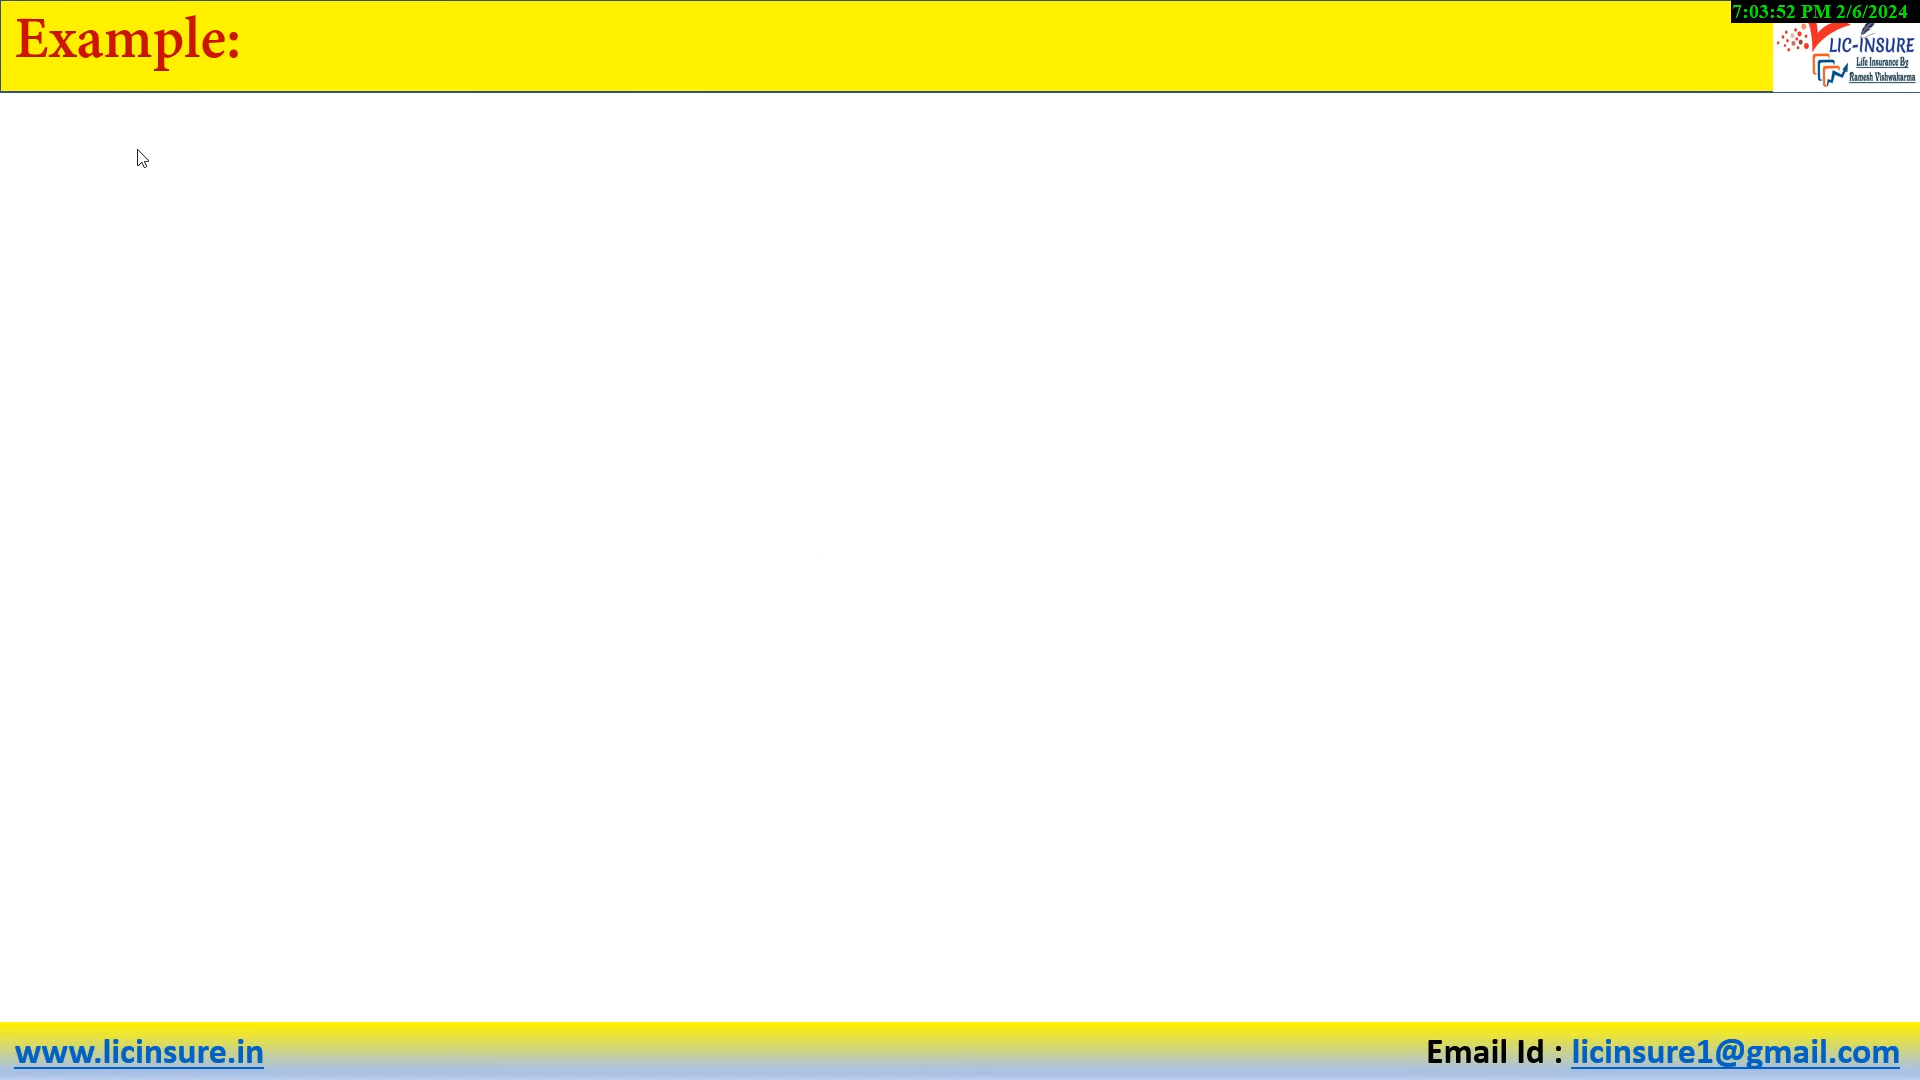 Example:
7:03:52 PM 2/6/2024
LIC-INSURE
Life Insurance By
Ramesh Vishwakarma
www.licinsure.in
Email Id : licinsure1@gmail.com